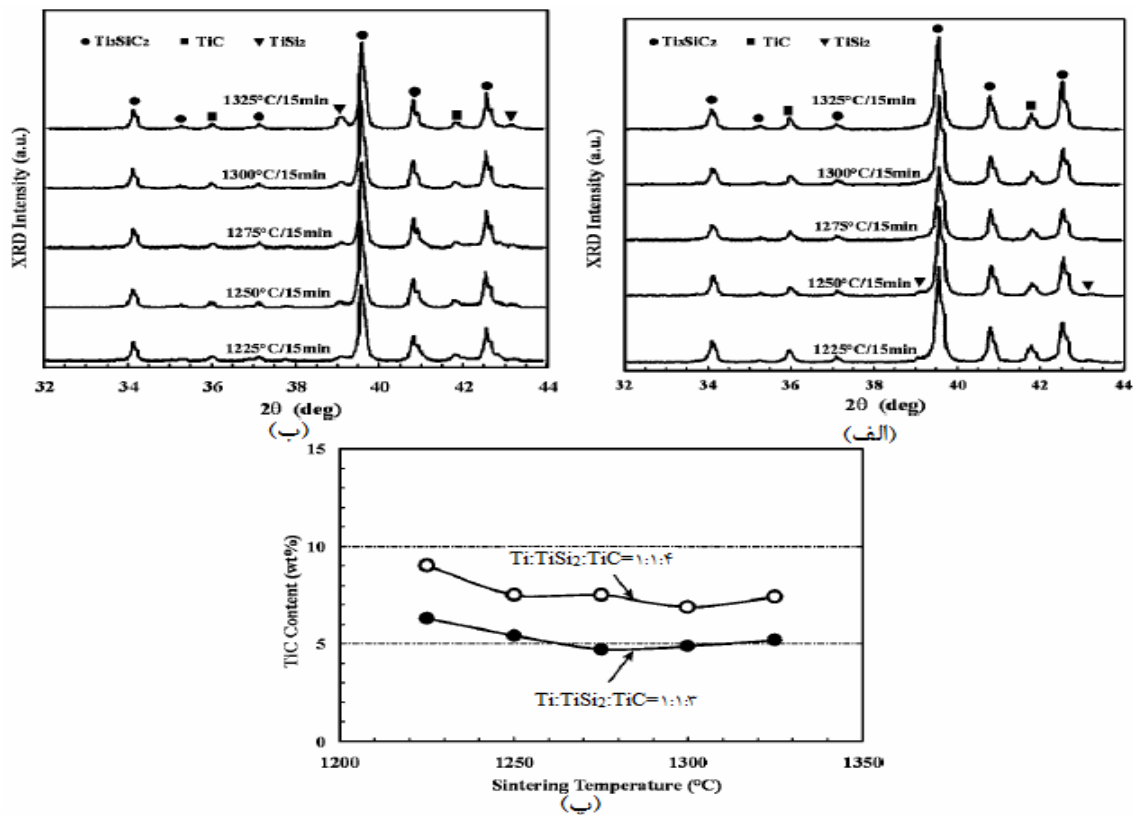 ● Ti₃SiC₂ ■ TiC ▼ TiSi₂
1325°C/15min
1300°C/15min
1275°C/15min
1250°C/15min
1225°C/15min
XRD Intensity (a.u.)
32 34 36 38 40 42 44
2θ (deg)
(ب)
● Ti₃SiC₂ ■ TiC ▼ TiSi₂
1325°C/15min
1300°C/15min
1275°C/15min
1250°C/15min
1225°C/15min
XRD Intensity (a.u.)
32 34 36 38 40 42 44
2θ (deg)
(الف)
15
10
5
0
TiC Content (wt%)
Ti:TiSi₂:TiC=۱:۱:۴
Ti:TiSi₂:TiC=۱:۱:۳
1200 1250 1300 1350
Sintering Temperature (°C)
(پ)